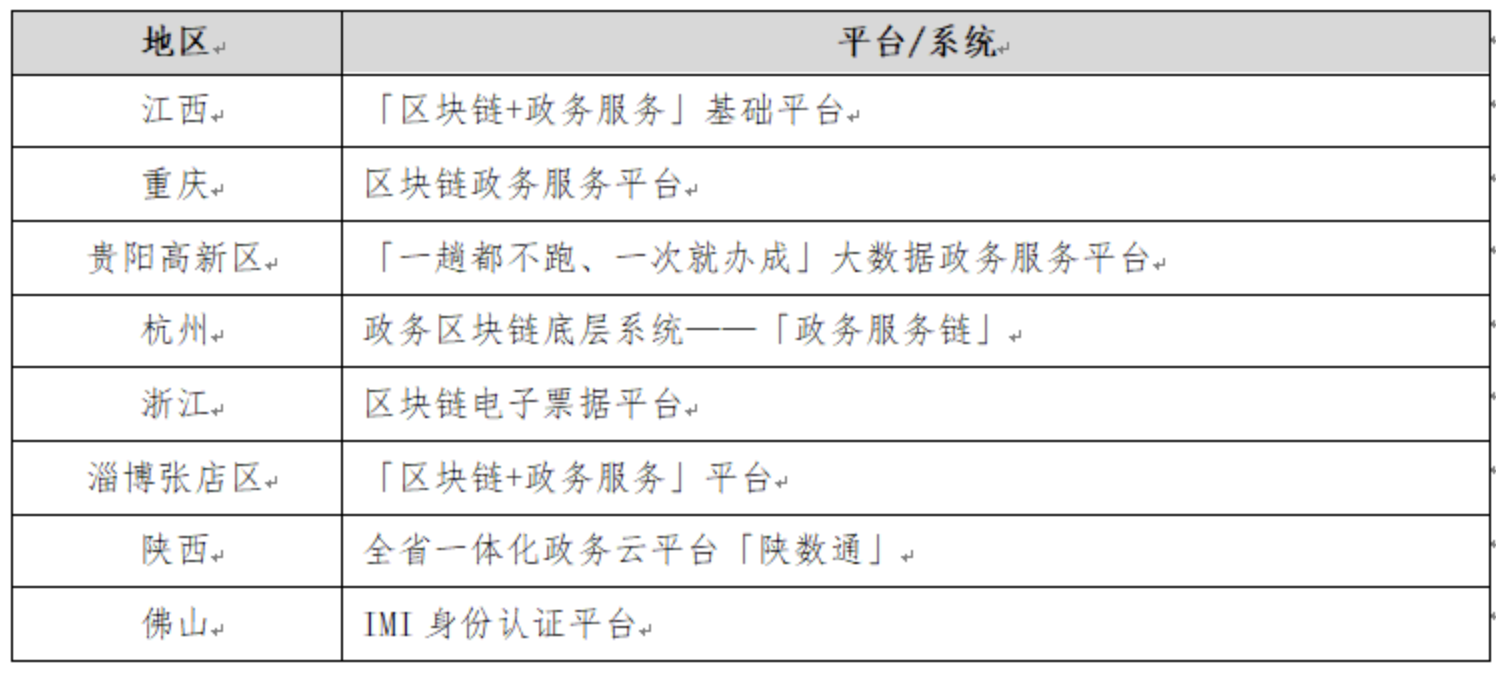 地区 平台/系统
江西 「区块链+政务服务」基础平台
重庆 区块链政务服务平台
贵阳高新区 「一趟都不跑、一次就办成」大数据政务服务平台
杭州 政务区块链底层系统——「政务服务链」
浙江 区块链电子票据平台
淄博张店区 「区块链+政务服务」平台
陕西 全省一体化政务云平台「陕数通」
佛山 IMI 身份认证平台